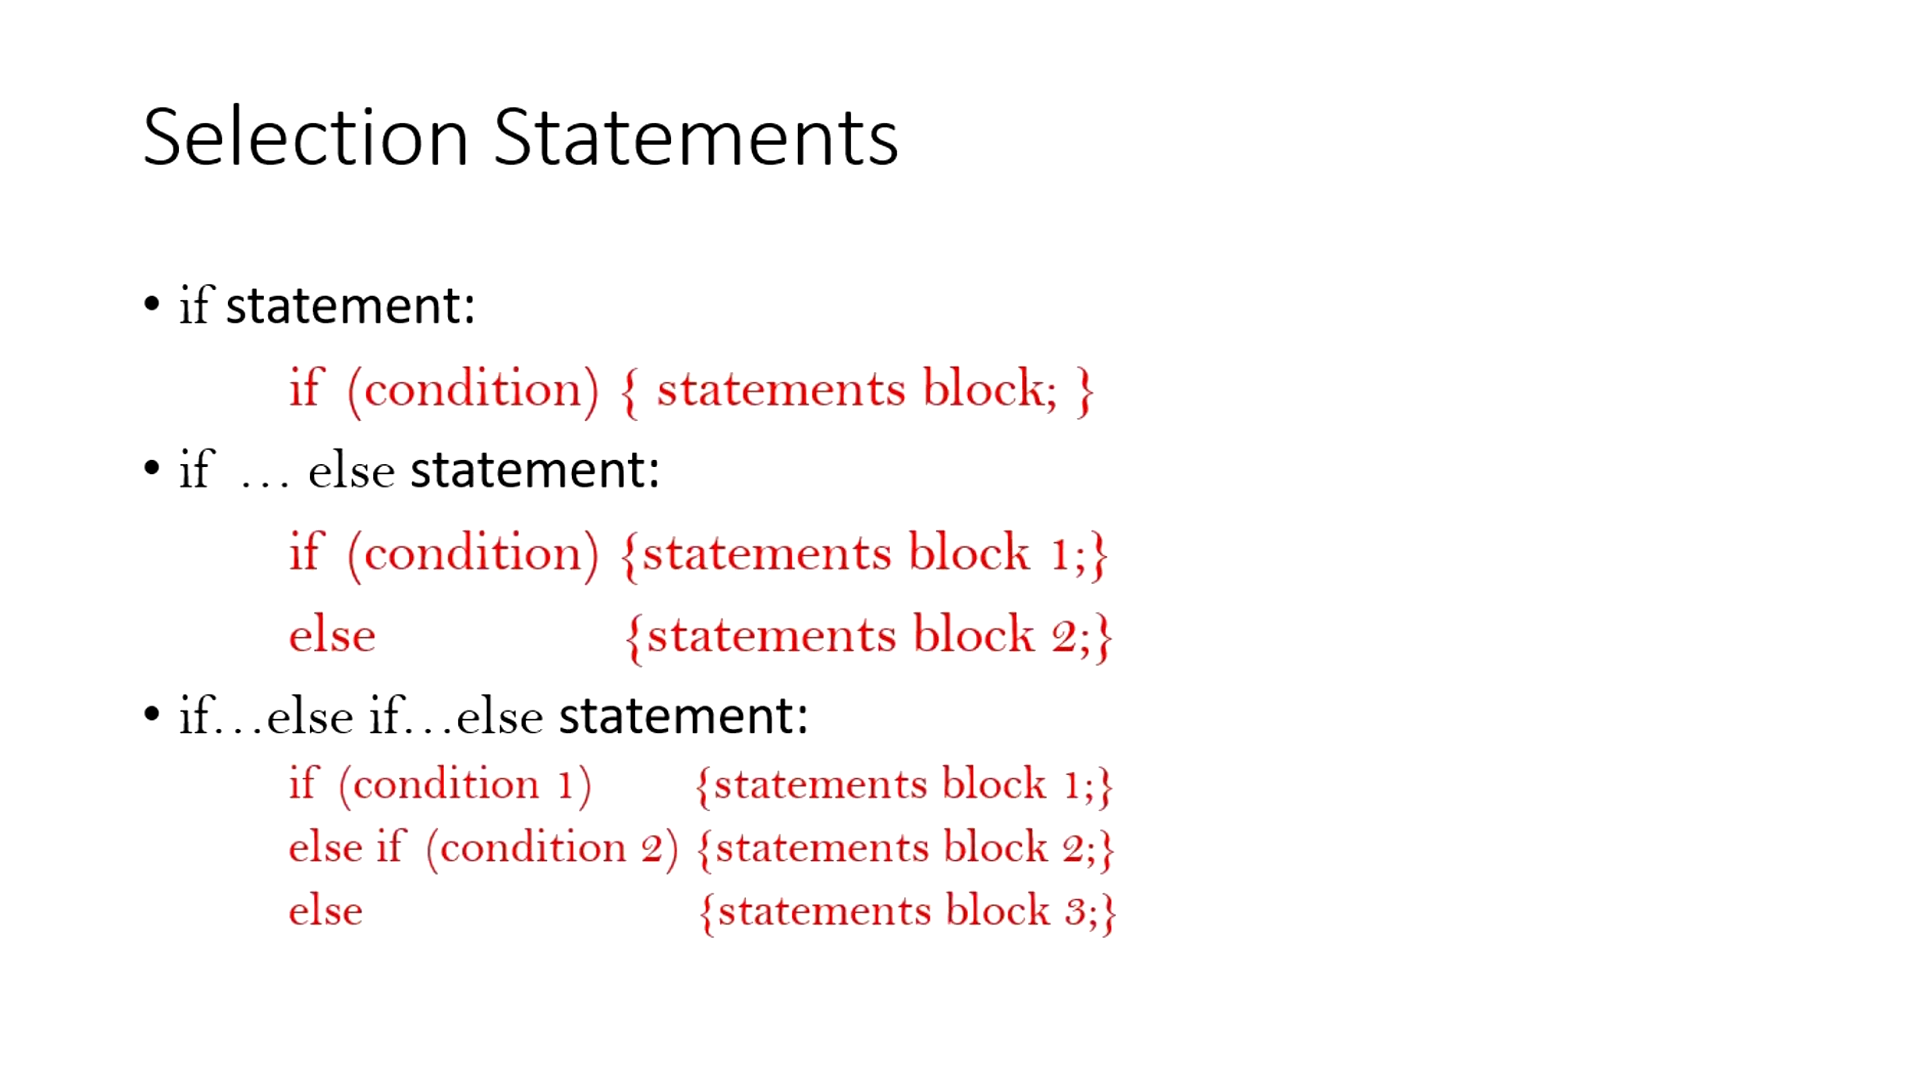 Selection Statements
• if statement:
if (condition) { statements block; }
• if … else statement:
if (condition) {statements block 1;}
else {statements block 2;}
• if…else if…else statement:
if (condition 1) {statements block 1;}
else if (condition 2) {statements block 2;}
else {statements block 3;}